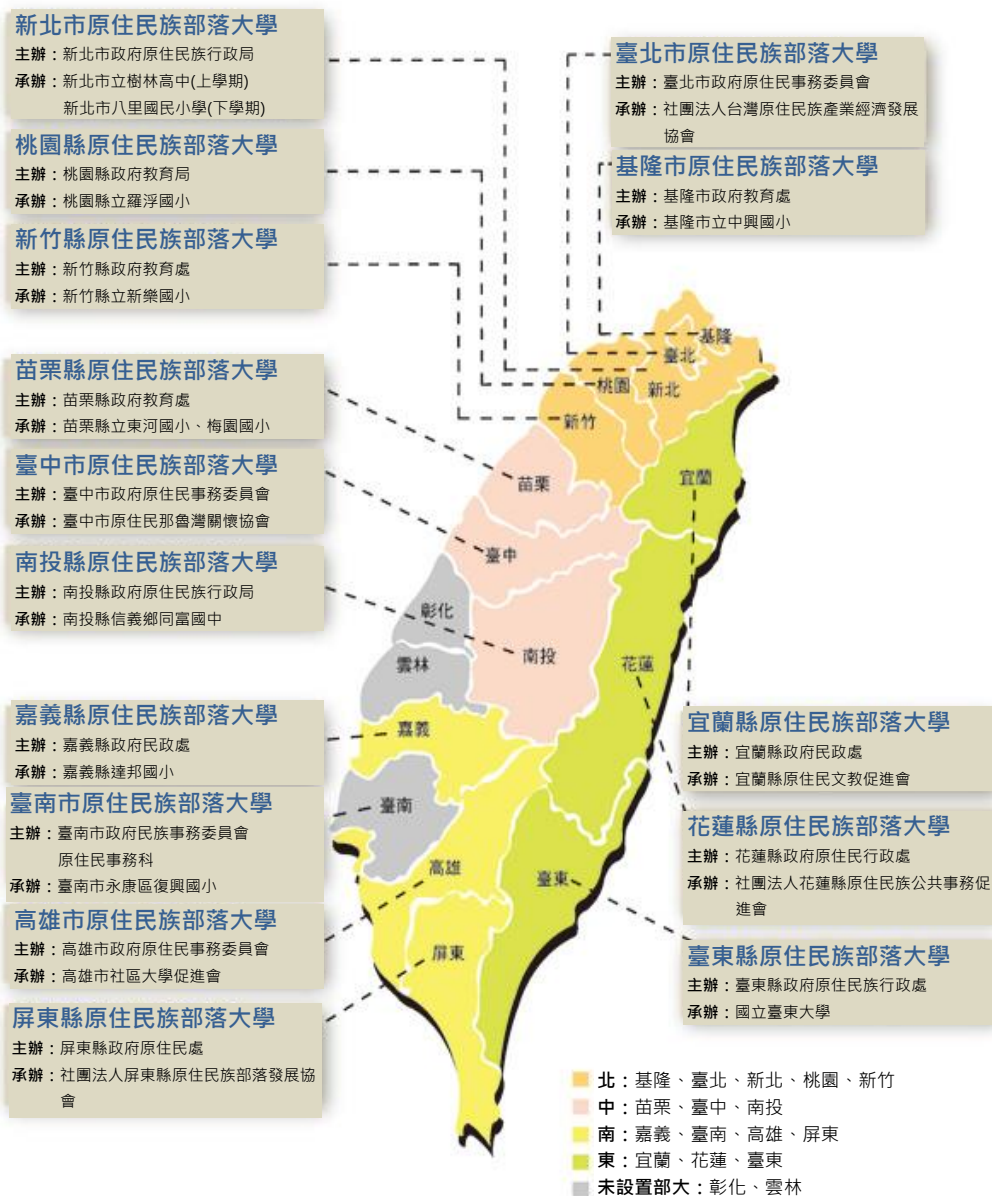 新北市原住民族部落大學
主辦：新北市政府原住民族行政局
承辦：新北市立樹林高中(上學期)
新北市八里國民小學(下學期)
桃園縣原住民族部落大學
主辦：桃園縣政府教育局
承辦：桃園縣立羅浮國小
新竹縣原住民族部落大學
主辦：新竹縣政府教育處
承辦：新竹縣立新樂國小
苗栗縣原住民族部落大學
主辦：苗栗縣政府教育處
承辦：苗栗縣立東河國小、梅園國小
臺中市原住民族部落大學
主辦：臺中市政府原住民事務委員會
承辦：臺中市原住民那魯灣關懷協會
南投縣原住民族部落大學
主辦：南投縣政府原住民族行政局
承辦：南投縣信義鄉同富國中
嘉義縣原住民族部落大學
主辦：嘉義縣政府民政處
承辦：嘉義縣達邦國小
臺南市原住民族部落大學
主辦：臺南市政府民族事務委員會
原住民事務科
承辦：臺南市永康區復興國小
高雄市原住民族部落大學
主辦：高雄市政府原住民事務委員會
承辦：高雄市社區大學促進會
屏東縣原住民族部落大學
主辦：屏東縣政府原住民處
承辦：社團法人屏東縣原住民族部落發展協
會
臺北市原住民族部落大學
主辦：臺北市政府原住民事務委員會
承辦：社團法人台灣原住民族產業經濟發展
協會
基隆市原住民族部落大學
主辦：基隆市政府教育處
承辦：基隆市立中興國小
基隆
臺北
桃園
新北
新竹
宜蘭
苗栗
臺中
彰化
南投
花蓮
雲林
嘉義
臺南
高雄
臺東
屏東
宜蘭縣原住民族部落大學
主辦：宜蘭縣政府民政處
承辦：宜蘭縣原住民文教促進會
花蓮縣原住民族部落大學
主辦：花蓮縣政府原住民行政處
承辦：社團法人花蓮縣原住民族公共事務促
進會
臺東縣原住民族部落大學
主辦：臺東縣政府原住民族行政處
承辦：國立臺東大學
北：基隆、臺北、新北、桃園、新竹
中：苗栗、臺中、南投
南：嘉義、臺南、高雄、屏東
東：宜蘭、花蓮、臺東
未設置部大：彰化、雲林